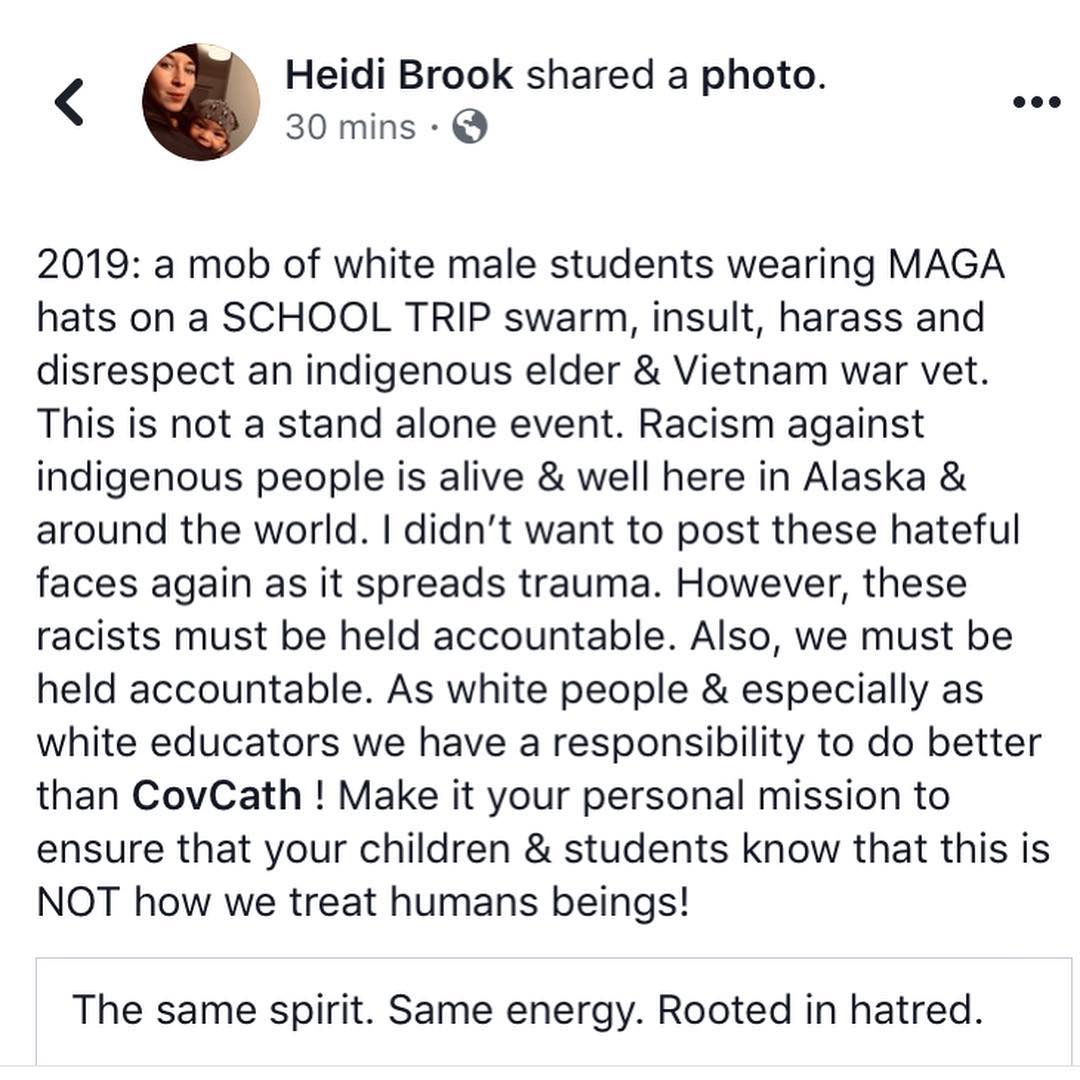 Heidi Brook shared a photo.
30 mins ·
2019: a mob of white male students wearing MAGA
hats on a SCHOOL TRIP swarm, insult, harass and
disrespect an indigenous elder & Vietnam war vet.
This is not a stand alone event. Racism against
indigenous people is alive & well here in Alaska &
around the world. I didn’t want to post these hateful
faces again as it spreads trauma. However, these
racists must be held accountable. Also, we must be
held accountable. As white people & especially as
white educators we have a responsibility to do better
than CovCath ! Make it your personal mission to
ensure that your children & students know that this is
NOT how we treat humans beings!
The same spirit. Same energy. Rooted in hatred.